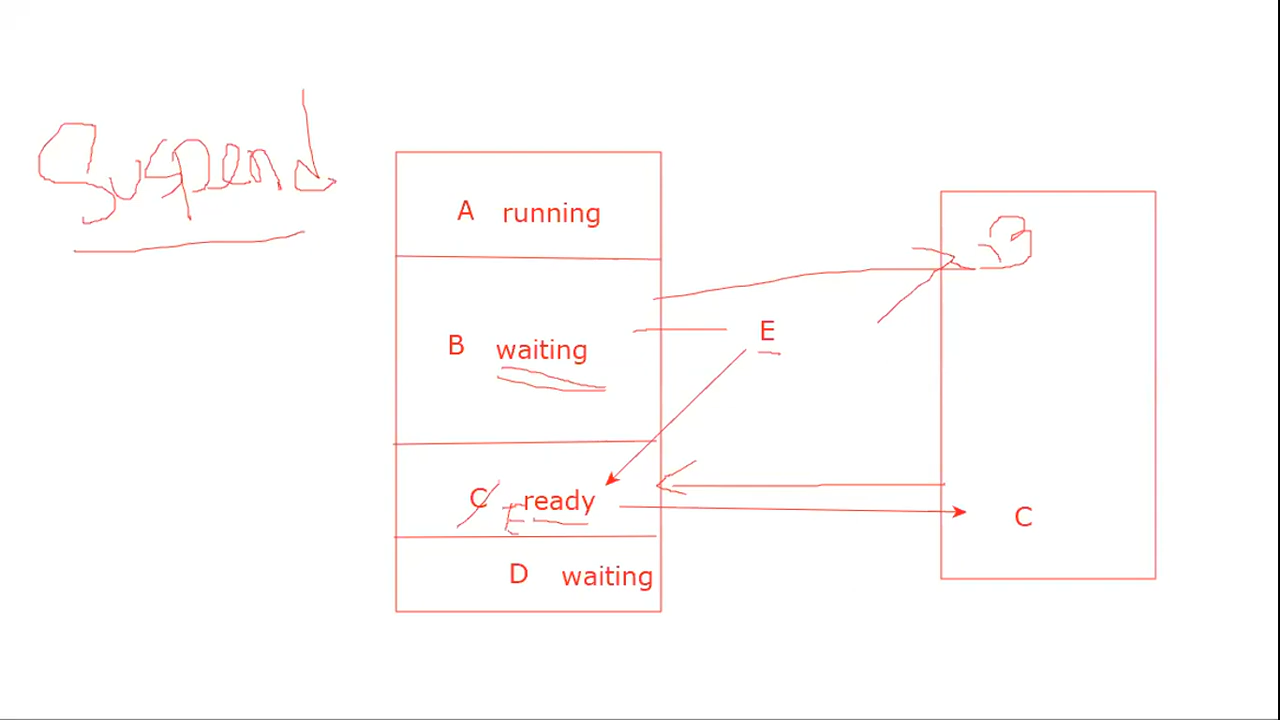 Suspend
A running
B waiting
E
C E ready
C
D waiting